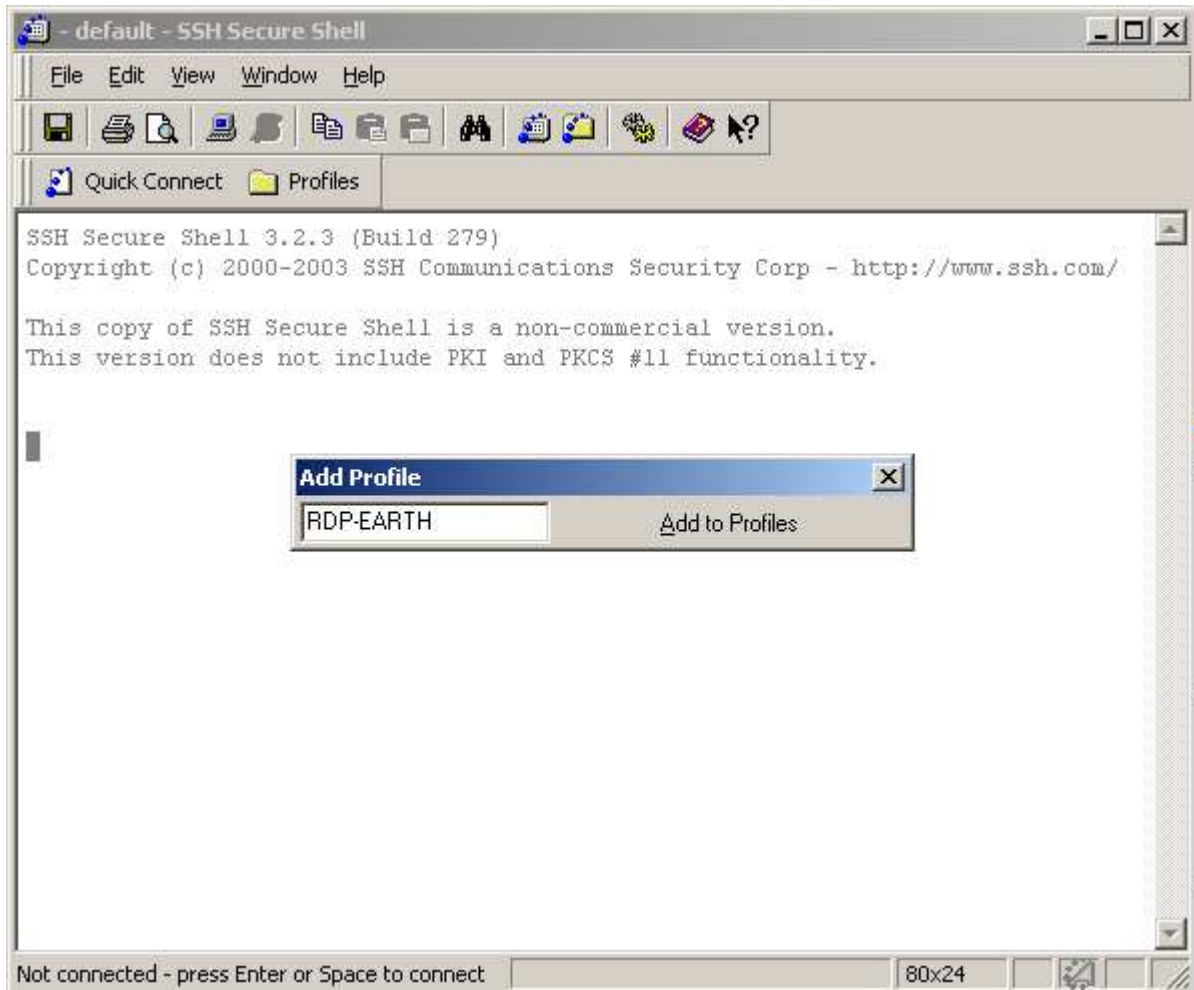 - default - SSH Secure Shell
File Edit View Window Help
Quick Connect Profiles
SSH Secure Shell 3.2.3 (Build 279)
Copyright (c) 2000-2003 SSH Communications Security Corp - http://www.ssh.com/
This copy of SSH Secure Shell is a non-commercial version.
This version does not include PKI and PKCS #11 functionality.
Add Profile
RDP-EARTH Add to Profiles
Not connected - press Enter or Space to connect 80x24